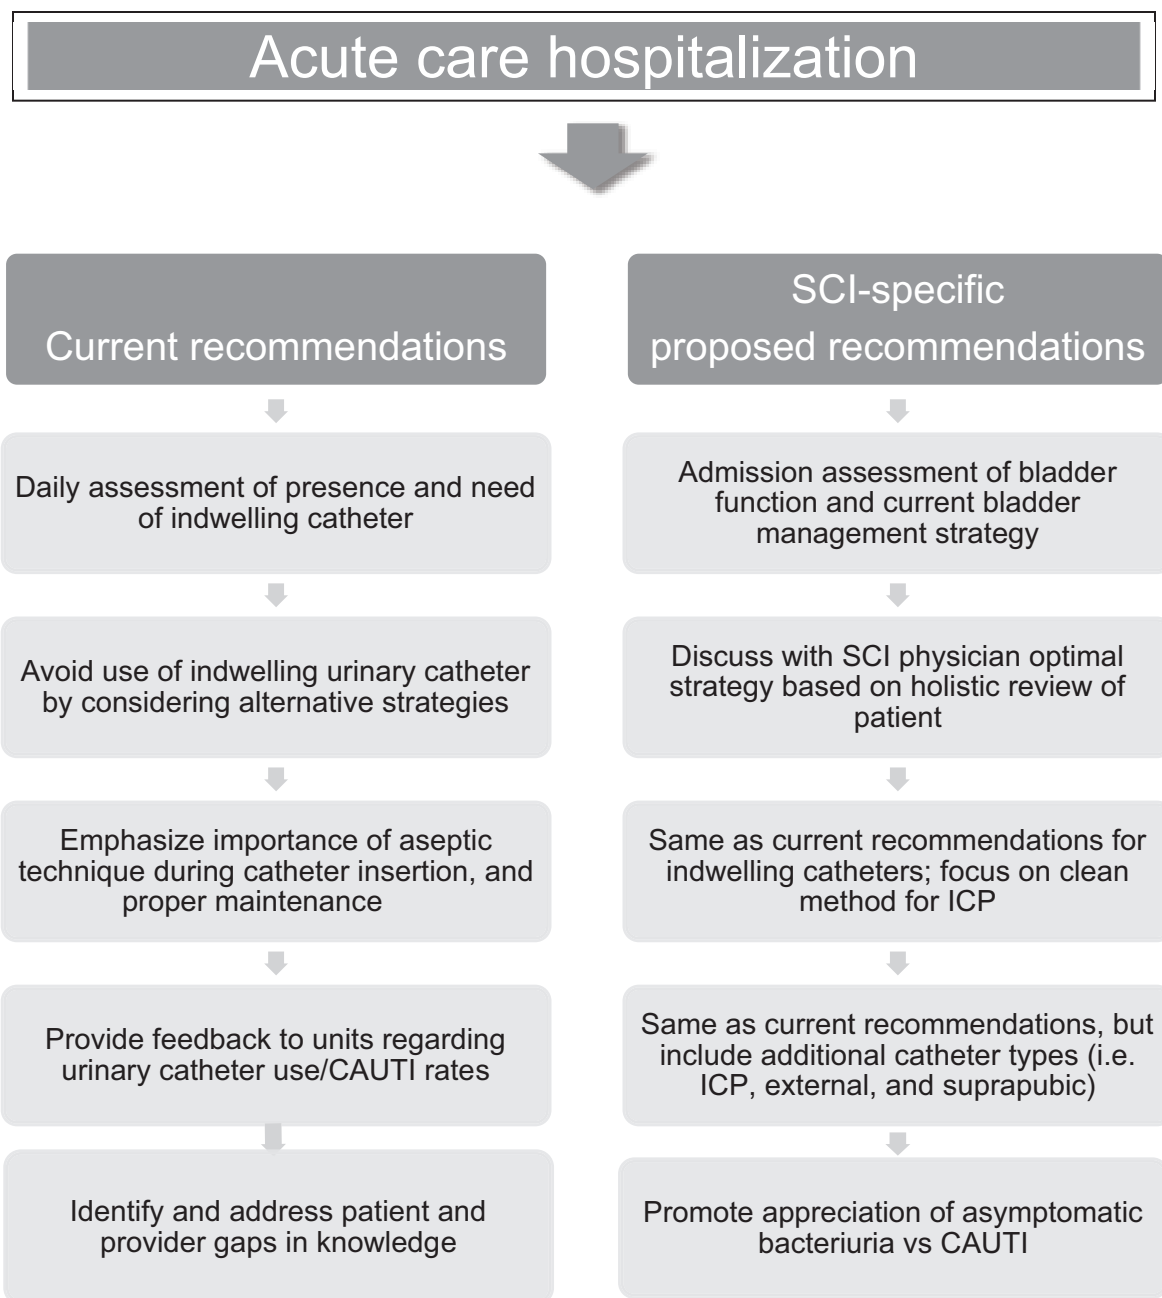 Acute care hospitalization
Current recommendations
Daily assessment of presence and need
of indwelling catheter
Avoid use of indwelling urinary catheter
by considering alternative strategies
Emphasize importance of aseptic
technique during catheter insertion, and
proper maintenance
Provide feedback to units regarding
urinary catheter use/CAUTI rates
Identify and address patient and
provider gaps in knowledge
SCI-specific
proposed recommendations
Admission assessment of bladder
function and current bladder
management strategy
Discuss with SCI physician optimal
strategy based on holistic review of
patient
Same as current recommendations for
indwelling catheters; focus on clean
method for ICP
Same as current recommendations, but
include additional catheter types (i.e.
ICP, external, and suprapubic)
Promote appreciation of asymptomatic
bacteriuria vs CAUTI